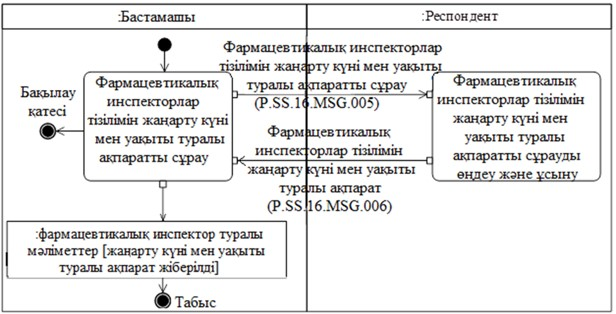 :Бастамашы
:Респондент
Фармацевтикалық инспекторлар
тізілімін жаңарту күні мен уақыты
туралы ақпаратты сұрау
(P.SS.16.MSG.005)
Бақылау
қатесі
Фармацевтикалық
инспекторлар
тізілімін жаңарту күні
мен уақыты туралы
ақпаратты сұрау
Фармацевтикалық
инспекторлар тізілімін
жаңарту күні мен
уақыты туралы
ақпаратты сұрауды
өңдеу және ұсыну
Фармацевтикалық
инспекторлар тізілімін
жаңарту күні мен уақыты
туралы ақпарат
(P.SS.16.MSG.006)
:фармацевтикалық инспектор туралы
мәліметтер [жаңарту күні мен уақыты
туралы ақпарат жіберілді]
Табыс